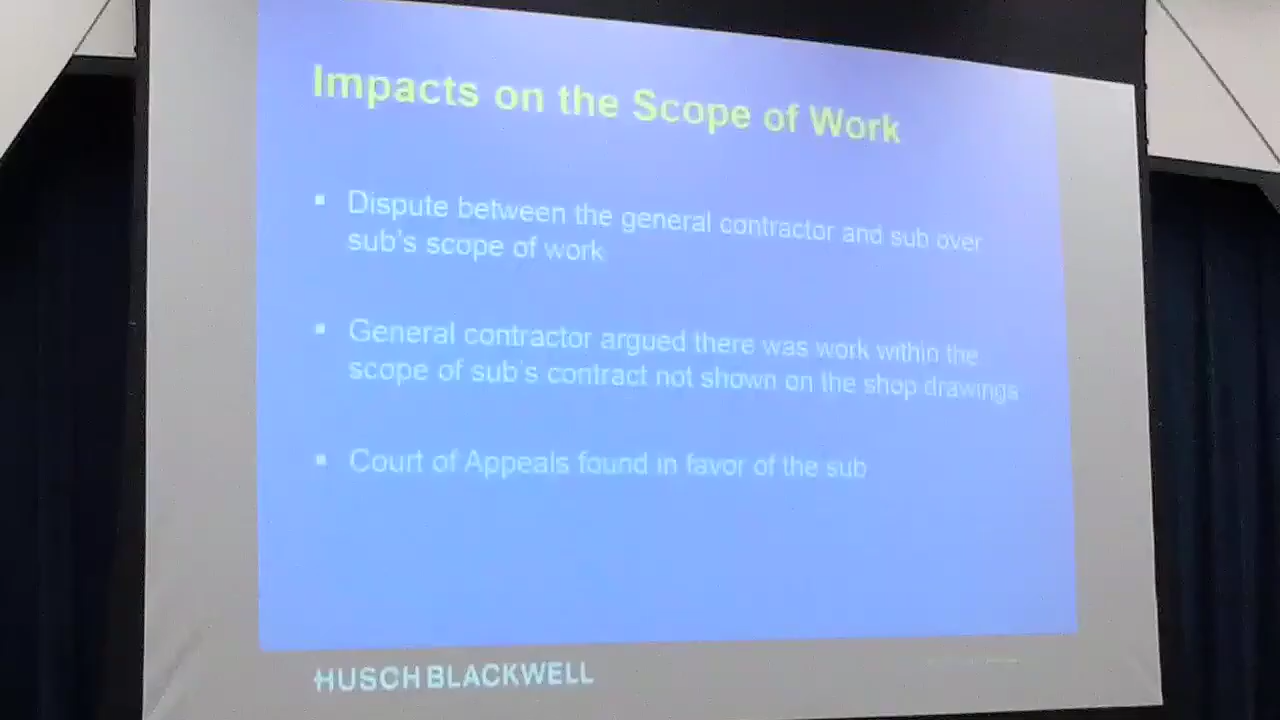 Impacts on the Scope of Work
▪ Dispute between the general contractor and sub over
sub's scope of work
▪ General contractor argued there was work within the
scope of sub's contract not shown on the shop drawings
▪ Court of Appeals found in favor of the sub
HUSCH BLACKWELL